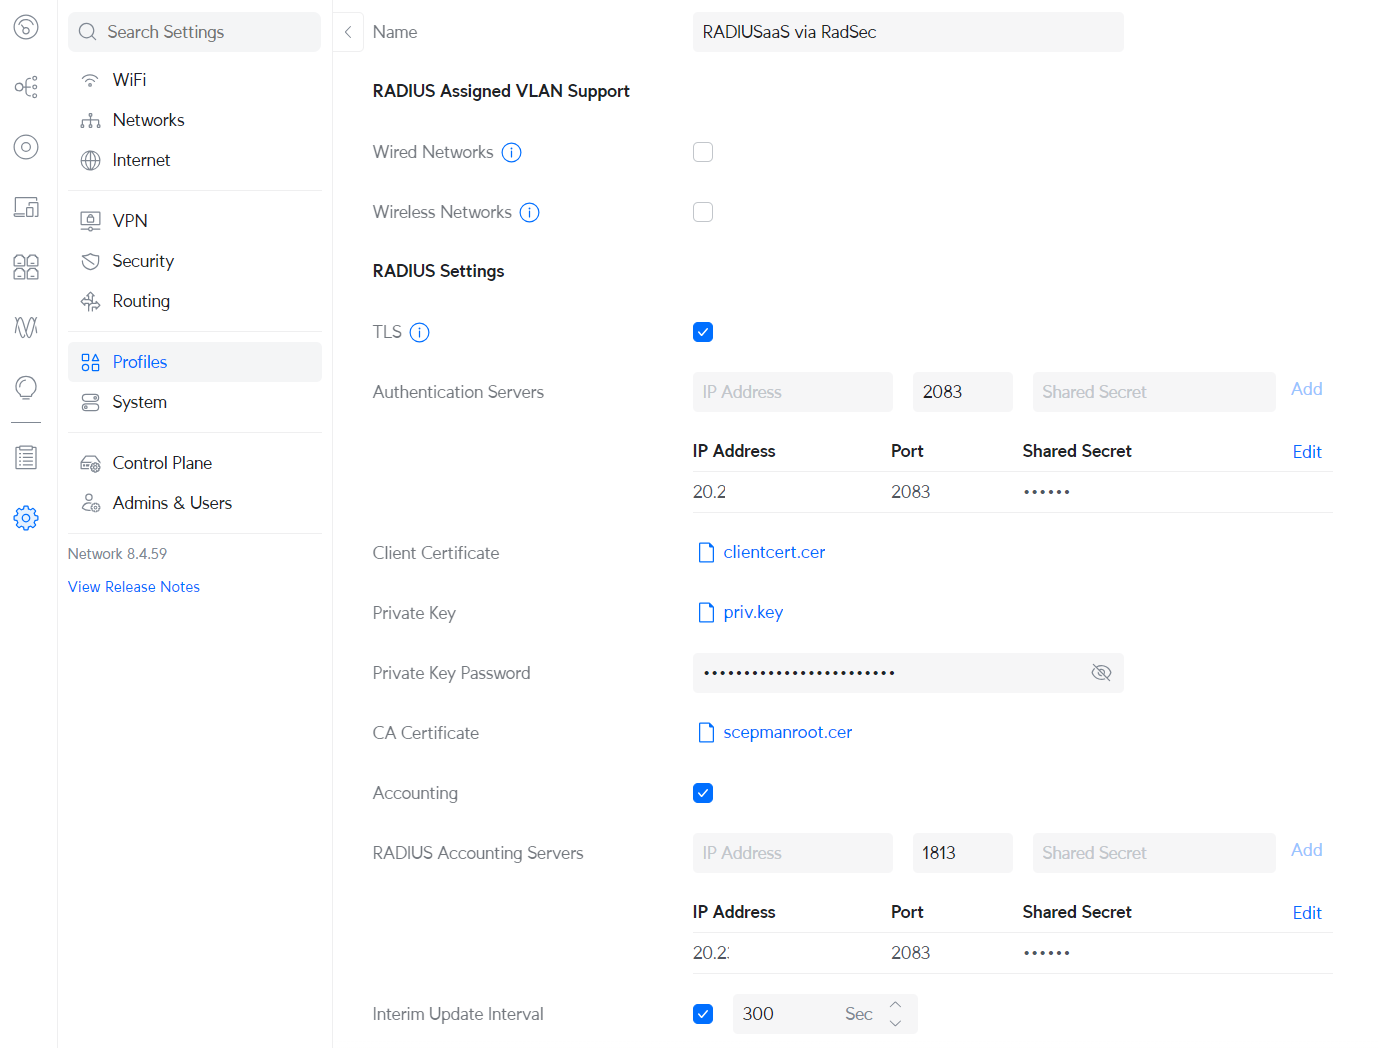 Search Settings
WiFi
Networks
Internet
VPN
Security
Routing
Profiles
System
Control Plane
Admins & Users
Network 8.4.59
View Release Notes
Name RADIUSaaS via RadSec
RADIUS Assigned VLAN Support
Wired Networks
Wireless Networks
RADIUS Settings
TLS
Authentication Servers IP Address 2083 Shared Secret Add
IP Address Port Shared Secret Edit
20.2 2083 ••••••
Client Certificate clientcert.cer
Private Key priv.key
Private Key Password ••••••••••••••••••••••••
CA Certificate scepmanroot.cer
Accounting
RADIUS Accounting Servers IP Address 1813 Shared Secret Add
IP Address Port Shared Secret Edit
20.2 2083 ••••••
Interim Update Interval 300 Sec